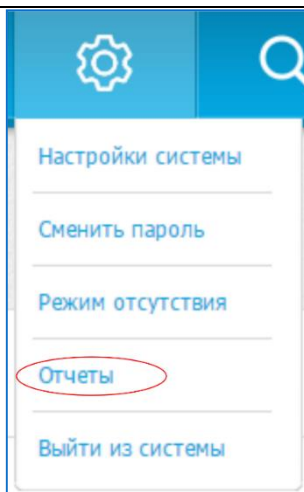 Настройки системы
Сменить пароль
Режим отсутствия
Отчеты
Выйти из системы